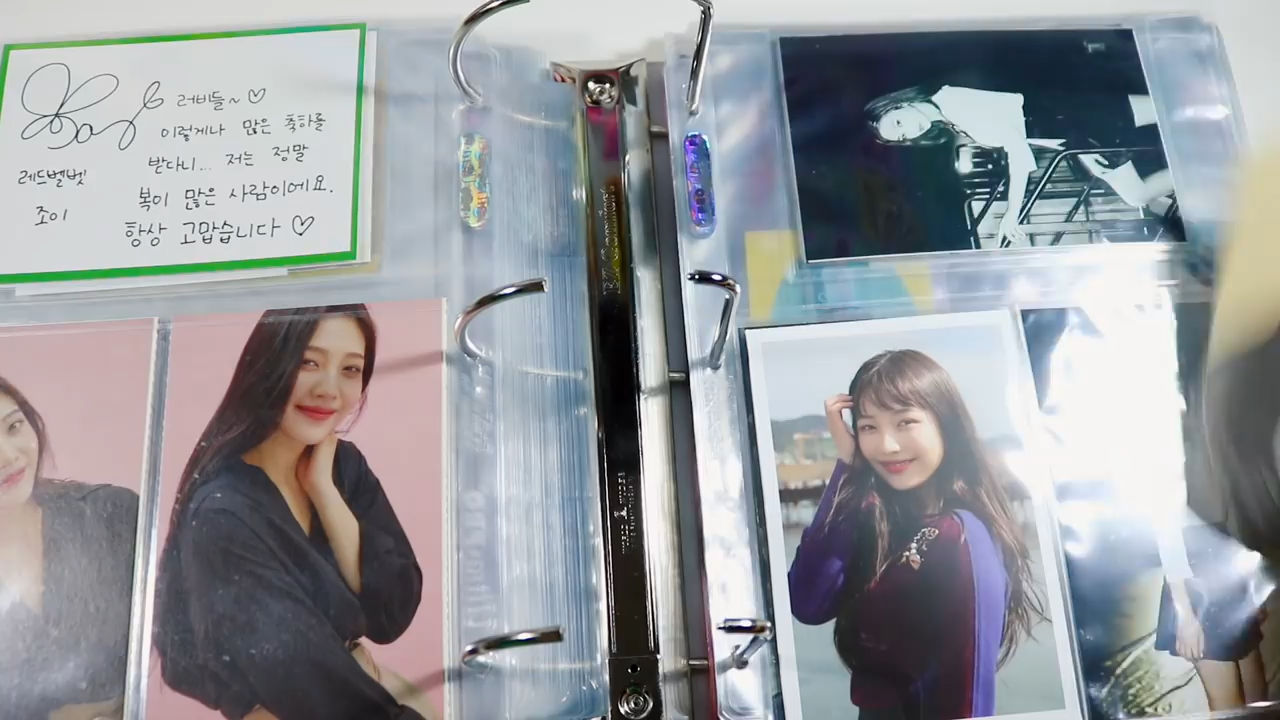 Joy 러비들~ ♡
이렇게나 많은 축하를
받다니... 저는 정말
복이 많은 사람이에요.
항상 고맙습니다 ♡
레드벨벳
조이